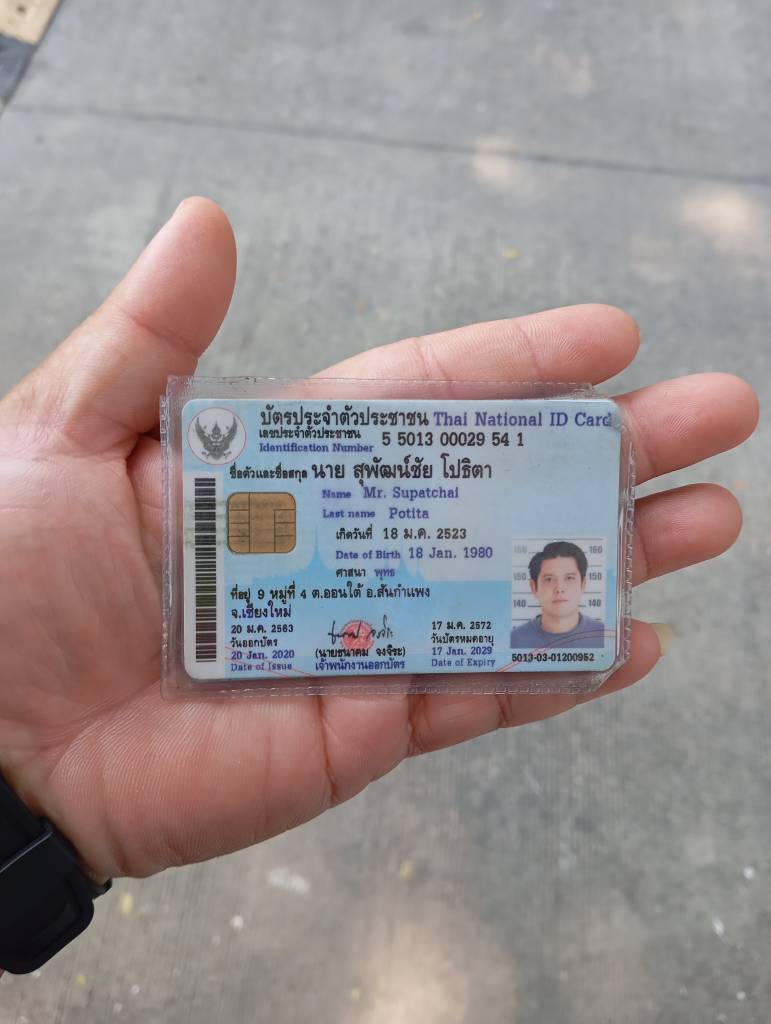 บัตรประจำตัวประชาชน Thai National ID Card
เลขประจำตัวประชาชน 5 5013 00029 54 1
Identification Number
ชื่อตัวและชื่อสกุล นาย สุพัฒน์ชัย โปธิตา
Name Mr. Supatchai
Last name Potita
เกิดวันที่ 18 ม.ค. 2523
Date of Birth 18 Jan. 1980
ศาสนา พุทธ
ที่อยู่ 9 หมู่ที่ 4 ต.ออนใต้ อ.สันกำแพง
จ.เชียงใหม่
20 ม.ค. 2563
วันออกบัตร
20 Jan. 2020
Date of Issue
(นายธนาคม จงจิระ)
เจ้าพนักงานออกบัตร
17 ม.ค. 2572
วันบัตรหมดอายุ
17 Jan. 2029
Date of Expiry
160 160
150 150
140 140
5013-03-01200952